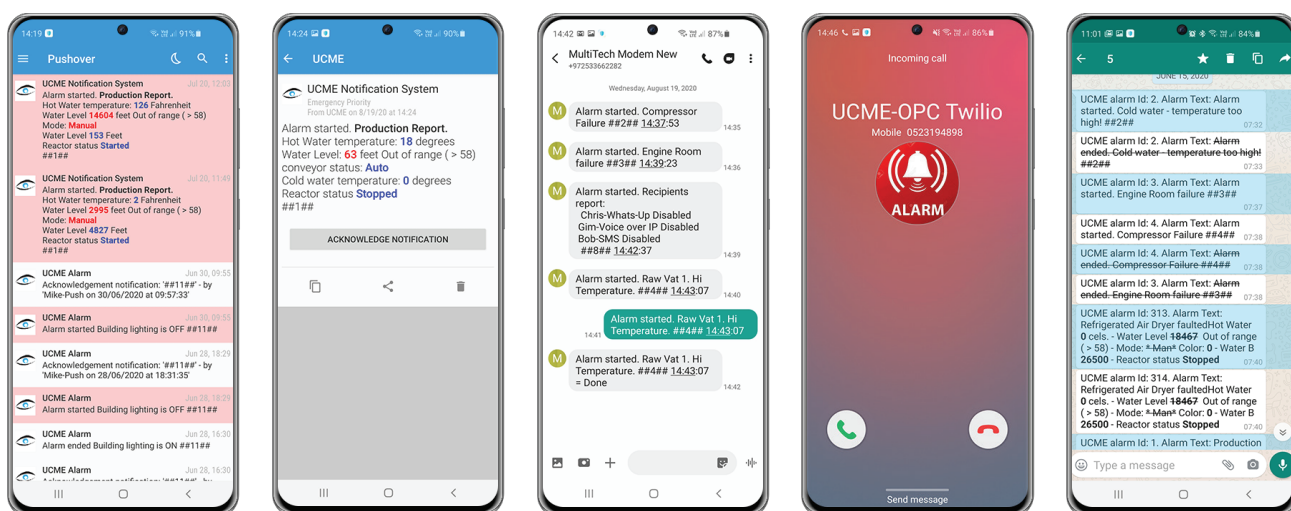 14:19
91%
Pushover
UCME Notification System
Jul 20, 12:03
Alarm started. Production Report.
Hot Water temperature: 126 Fahrenheit
Water Level 14604 feet Out of range ( > 58)
Mode: Manual
Water Level 153 Feet
Reactor status Started
##1##
UCME Notification System
Jul 20, 11:49
Alarm started. Production Report.
Hot Water temperature: 2 Fahrenheit
Water Level 2995 feet Out of range ( > 58)
Mode: Manual
Water Level 4827 Feet
Reactor status Started
##1##
UCME Alarm
Jun 30, 09:55
Acknowledgement notification: '##11##' - by
'Mike-Push on 30/06/2020 at 09:57:33'
UCME Alarm
Jun 30, 09:55
Alarm started Building lighting is OFF ##11##
UCME Alarm
Jun 28, 18:29
Acknowledgement notification: '##11##' - by
'Mike-Push on 28/06/2020 at 18:31:35'
UCME Alarm
Jun 28, 18:29
Alarm started Building lighting is OFF ##11##
UCME Alarm
Jun 28, 16:30
Alarm ended Building lighting is ON ##11##
UCME Alarm
Jun 28, 16:30
14:24
90%
UCME
UCME Notification System
Emergency Priority
From UCME on 8/19/20 at 14:24
Alarm started. Production Report.
Hot Water temperature: 18 degrees
Water Level: 63 feet Out of range ( > 58)
conveyor status: Auto
Cold water temperature: 0 degrees
Reactor status Stopped
##1##
ACKNOWLEDGE NOTIFICATION
14:42
87%
MultiTech Modem New
+972533662282
Wednesday, August 19, 2020
M
Alarm started. Compressor
Failure ##2## 14:37:53
14:35
M
Alarm started. Engine Room
failure ##3## 14:39:23
14:36
M
Alarm started. Recipients
report:
Chris-Whats-Up Disabled
Gim-Voice over IP Disabled
Bob-SMS Disabled
##8## 14:42:37
14:39
M
Alarm started. Raw Vat 1. Hi
Temperature. ##4## 14:43:07
14:40
Alarm started. Raw Vat 1. Hi
Temperature. ##4## 14:43:07
14:41
M
Alarm started. Raw Vat 1. Hi
Temperature. ##4## 14:43:07
= Done
14:42
14:46
86%
Incoming call
UCME-OPC Twilio
Mobile 0523194898
ALARM
Send message
11:01
84%
5
JUNE 15, 2020
UCME alarm Id: 2. Alarm Text: Alarm
started. Cold water - temperature too
high! ##2##
07:32
UCME alarm Id: 2. Alarm Text: Alarm
ended. Cold water - temperature too high!
##2##
07:33
UCME alarm Id: 3. Alarm Text: Alarm
started. Engine Room failure ##3##
07:37
UCME alarm Id: 4. Alarm Text: Alarm
started. Compressor Failure ##4##
07:38
UCME alarm Id: 4. Alarm Text: Alarm
ended. Compressor Failure ##4##
07:38
UCME alarm Id: 3. Alarm Text: Alarm
ended. Engine Room failure ##3##
07:38
UCME alarm Id: 313. Alarm Text:
Refrigerated Air Dryer faultedHot Water
0 cels. - Water Level 18467 Out of range
( > 58) - Mode: * Man* Color: 0 - Water B
26500 - Reactor status Stopped
07:40
UCME alarm Id: 314. Alarm Text:
Refrigerated Air Dryer faultedHot Water
0 cels. - Water Level 18467 Out of range
( > 58) - Mode: * Man* Color: 0 - Water B
26500 - Reactor status Stopped
07:40
UCME alarm Id: 1. Alarm Text: Production
Type a message